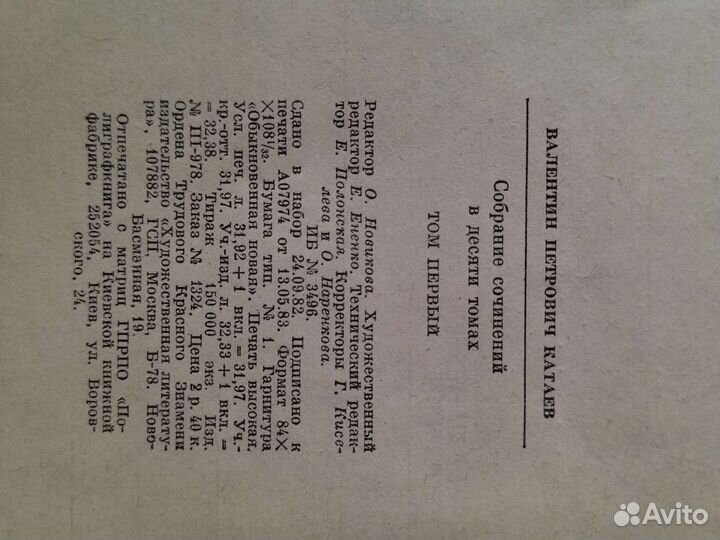 ВАЛЕНТИН ПЕТРОВИЧ КАТАЕВ
Собрание сочинений
в десяти томах
ТОМ ПЕРВЫЙ
Редактор О. Новикова. Художественный
редактор Е. Ененко. Технический редак-
тор Е. Полонская. Корректоры Г. Кисе-
лева и О. Наренкова.
ИБ № 3496.
Сдано в набор 24.09.82. Подписано к
печати А07974 от 13.05.83. Формат 84×
×108¹/₃₂. Бумага тип. № 1. Гарнитура
«Обыкновенная новая». Печать высокая.
Усл. печ. л. 31,92+1 вкл.=31,97. Усл.
кр.-отт. 31,97. Уч.-изд. л. 32,33+1 вкл.=
= 32,38. Тираж 150 000 экз. Изд.
№ III-978. Заказ № 1324. Цена 2 р. 40 к.
Ордена Трудового Красного Знамени
издательство «Художественная литерату-
ра», 107882, ГСП, Москва, Б-78. Ново-
Басманная, 19.
Отпечатано с матриц ГПРПО «По-
лиграфкнига» на Киевской книжной
фабрике, 252054, Киев, ул. Воров-
ского, 24.
Avito